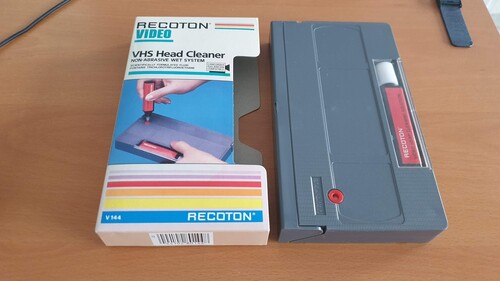 RECOTON®
VIDEO
VHS Head Cleaner
NON-ABRASIVE WET SYSTEM
V144
RECOTON®
RECOTON